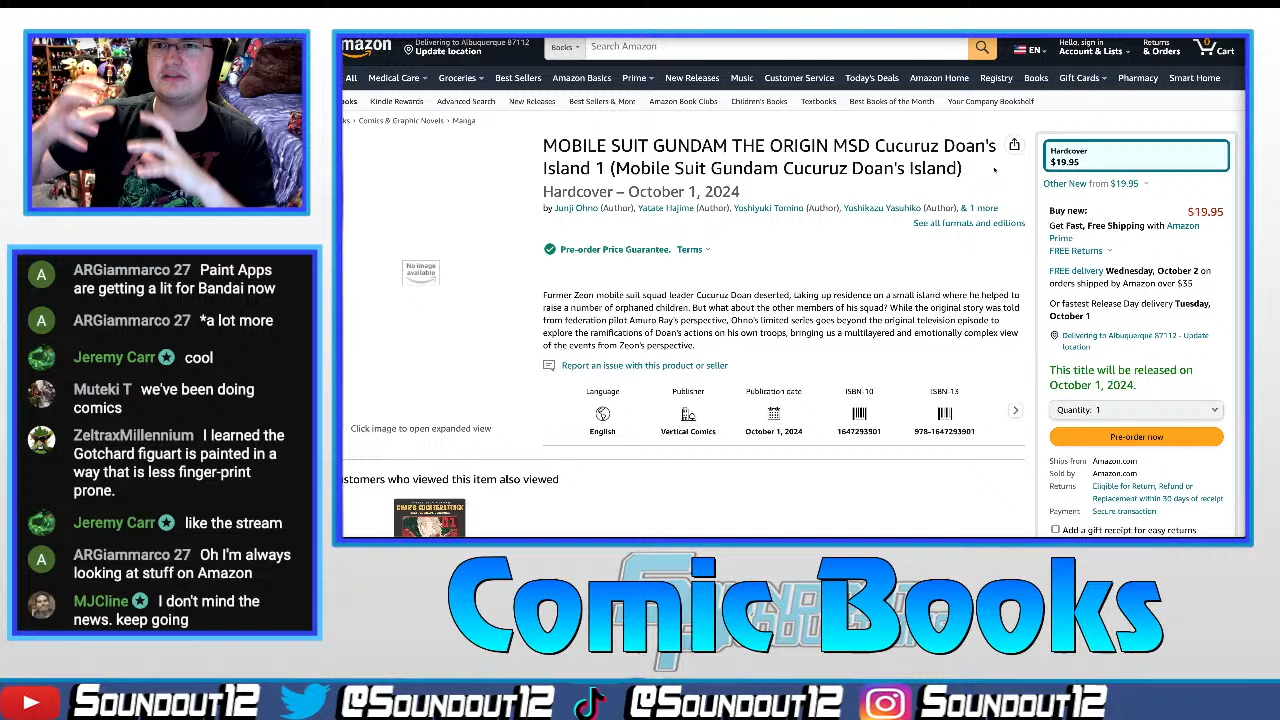 mazon
Delivering to Albuquerque 87112
Update location
Books
Search Amazon
EN
Hello, sign in
Account & Lists
Returns
& Orders
0
Cart
All Medical Care Groceries Best Sellers Amazon Basics Prime New Releases Music Customer Service Today's Deals Amazon Home Registry Books Gift Cards Pharmacy Smart Home
ooks Kindle Rewards Advanced Search New Releases Best Sellers & More Amazon Book Clubs Children's Books Textbooks Best Books of the Month Your Company Bookshelf
ks › Comics & Graphic Novels › Manga
No image
available
Click image to open expanded view
MOBILE SUIT GUNDAM THE ORIGIN MSD Cucuruz Doan's
Island 1 (Mobile Suit Gundam Cucuruz Doan's Island)
Hardcover – October 1, 2024
by Junji Ohno (Author), Yatate Hajime (Author), Yoshiyuki Tomino (Author), Yoshikazu Yasuhiko (Author), & 1 more
See all formats and editions
Pre-order Price Guarantee. Terms
Former Zeon mobile suit squad leader Cucuruz Doan deserted, taking up residence on a small island where he helped to
raise a number of orphaned children. But what about the other members of his squad? While the original story was told
from federation pilot Amuro Ray's perspective, Ohno's limited series goes beyond the original television episode to
explore the ramifications of Doan's actions on his own troops, bringing us a multilayered and emotionally complex view
of the events from Zeon's perspective.
Report an issue with this product or seller
Language Publisher Publication date ISBN-10 ISBN-13
English Vertical Comics October 1, 2024 1647293901 978-1647293901
stomers who viewed this item also viewed
01
Hardcover
$19.95
Other New from $19.95
Buy new:
$19.95
Get Fast, Free Shipping with Amazon
Prime
FREE Returns
FREE delivery Wednesday, October 2 on
orders shipped by Amazon over $35
Or fastest Release Day delivery Tuesday,
October 1
Delivering to Albuquerque 87112 - Update
location
This title will be released on
October 1, 2024.
Quantity: 1
Pre-order now
Ships from Amazon.com
Sold by Amazon.com
Returns Eligible for Return, Refund or
Replacement within 30 days of receipt
Payment Secure transaction
Add a gift receipt for easy returns
A ARGiammarco 27 Paint Apps
are getting a lit for Bandai now
A ARGiammarco 27 *a lot more
Jeremy Carr cool
Muteki T we've been doing
comics
ZeltraxMillennium I learned the
Gotchard figuart is painted in a
way that is less finger-print
prone.
Jeremy Carr like the stream
A ARGiammarco 27 Oh I'm always
looking at stuff on Amazon
MJCline I don't mind the
news. keep going
Comic Books
Soundout12 @Soundout12 @Soundout12 Soundout12